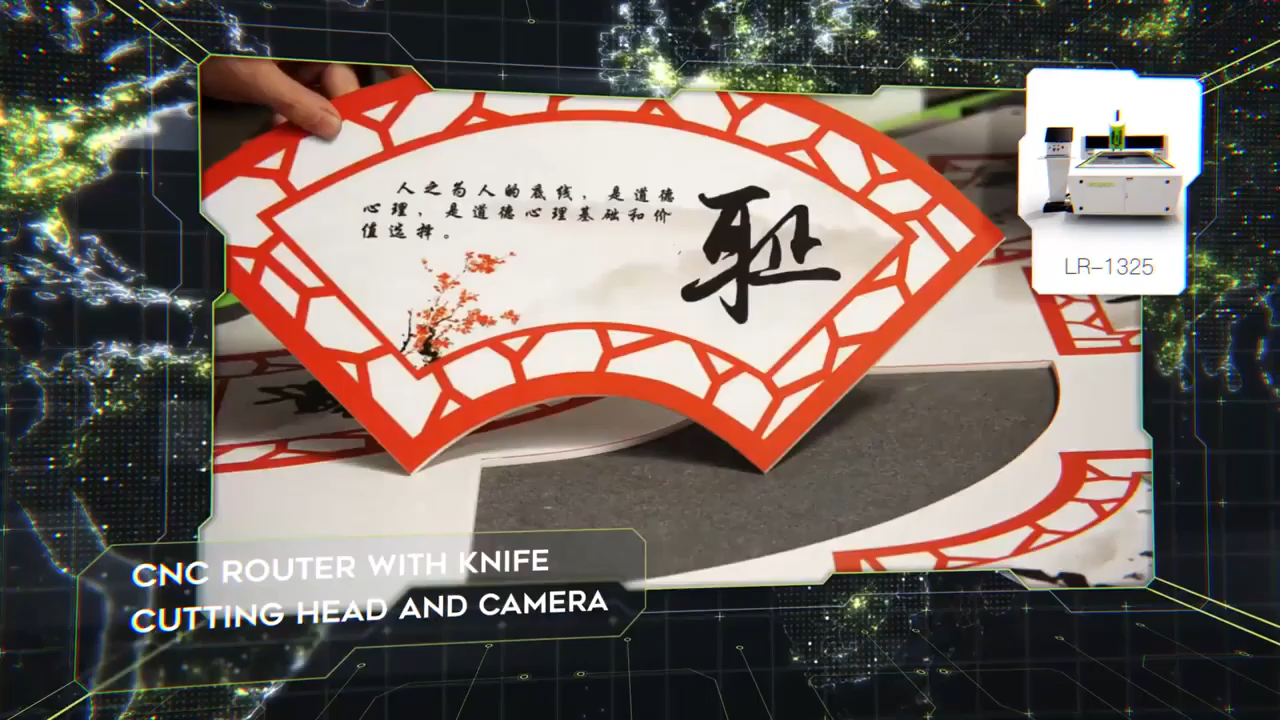 人之为人的底线，是道德
心理，是道德心理基础和价
值选择。
耻
LR-1325
CNC ROUTER WITH KNIFE
CUTTING HEAD AND CAMERA